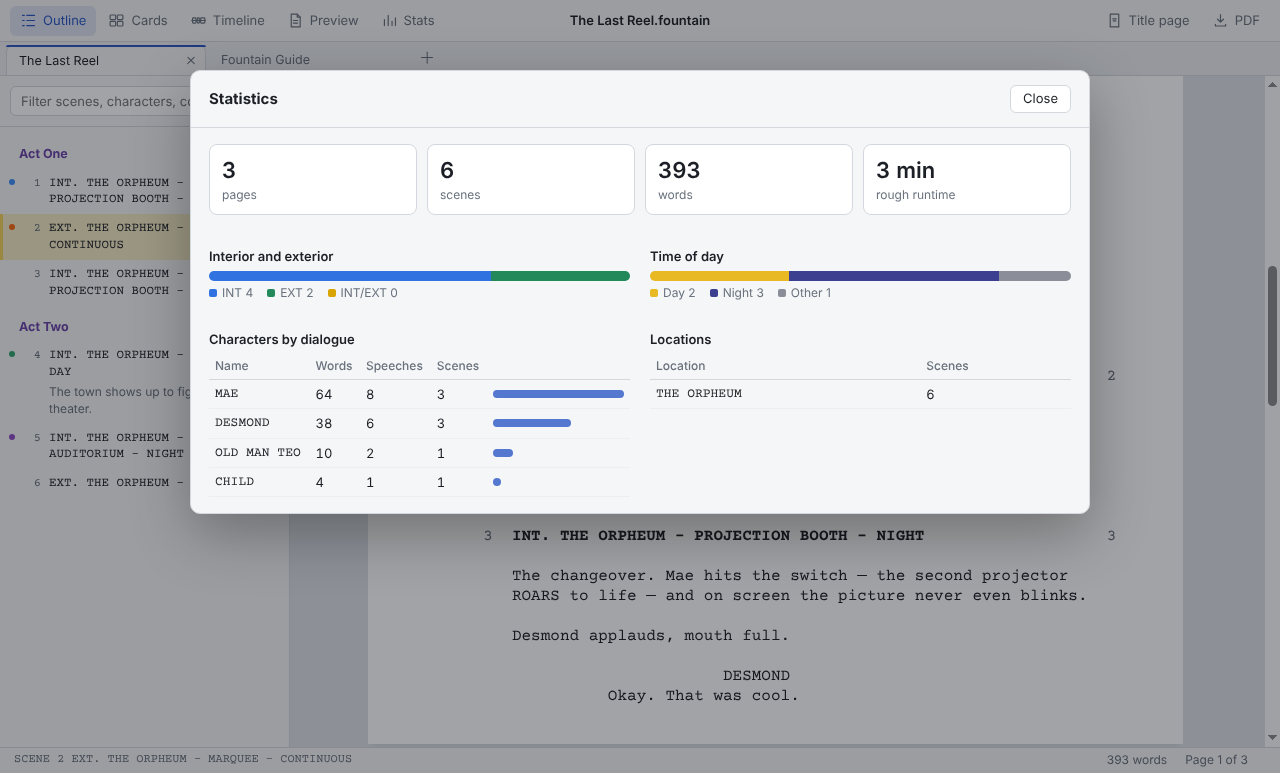 Outline
Cards
Timeline
Preview
Stats
The Last Reel.fountain
Title page
PDF
The Last Reel
Fountain Guide
Filter scenes, characters, co
Act One
1 INT. THE ORPHEUM –
PROJECTION BOOTH –
2 EXT. THE ORPHEUM –
CONTINUOUS
3 INT. THE ORPHEUM –
PROJECTION BOOTH –
Act Two
4 INT. THE ORPHEUM –
DAY
The town shows up to fig
theater.
5 INT. THE ORPHEUM –
AUDITORIUM – NIGHT
6 EXT. THE ORPHEUM –
Statistics
Close
3
pages
6
scenes
393
words
3 min
rough runtime
Interior and exterior
INT 4 EXT 2 INT/EXT 0
Time of day
Day 2 Night 3 Other 1
Characters by dialogue
Name Words Speeches Scenes
MAE 64 8 3
DESMOND 38 6 3
OLD MAN TEO 10 2 1
CHILD 4 1 1
Locations
Location Scenes
THE ORPHEUM 6
2
3 INT. THE ORPHEUM – PROJECTION BOOTH – NIGHT 3
The changeover. Mae hits the switch — the second projector
ROARS to life — and on screen the picture never even blinks.
Desmond applauds, mouth full.
DESMOND
Okay. That was cool.
SCENE 2 EXT. THE ORPHEUM – MARQUEE – CONTINUOUS
393 words Page 1 of 3